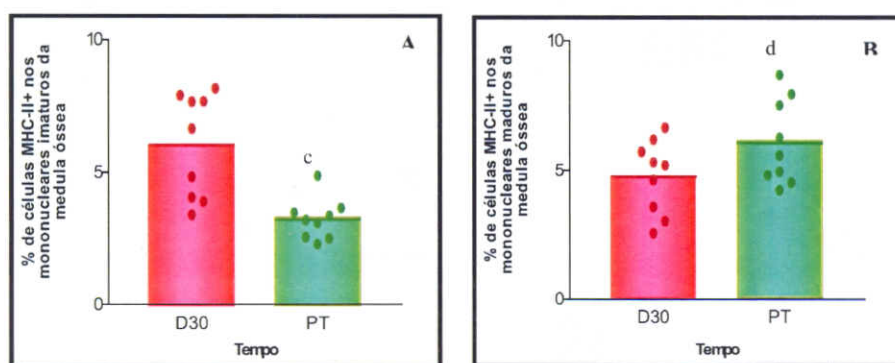 A
% de células MHC-II+ nos
mononucleares imaturos da
medula óssea
10
5
0
c
D30
PT
Tempo
B
% de células MHC-II+ nos
mononucleares maduros da
medula óssea
10
5
0
d
D30
PT
Tempo